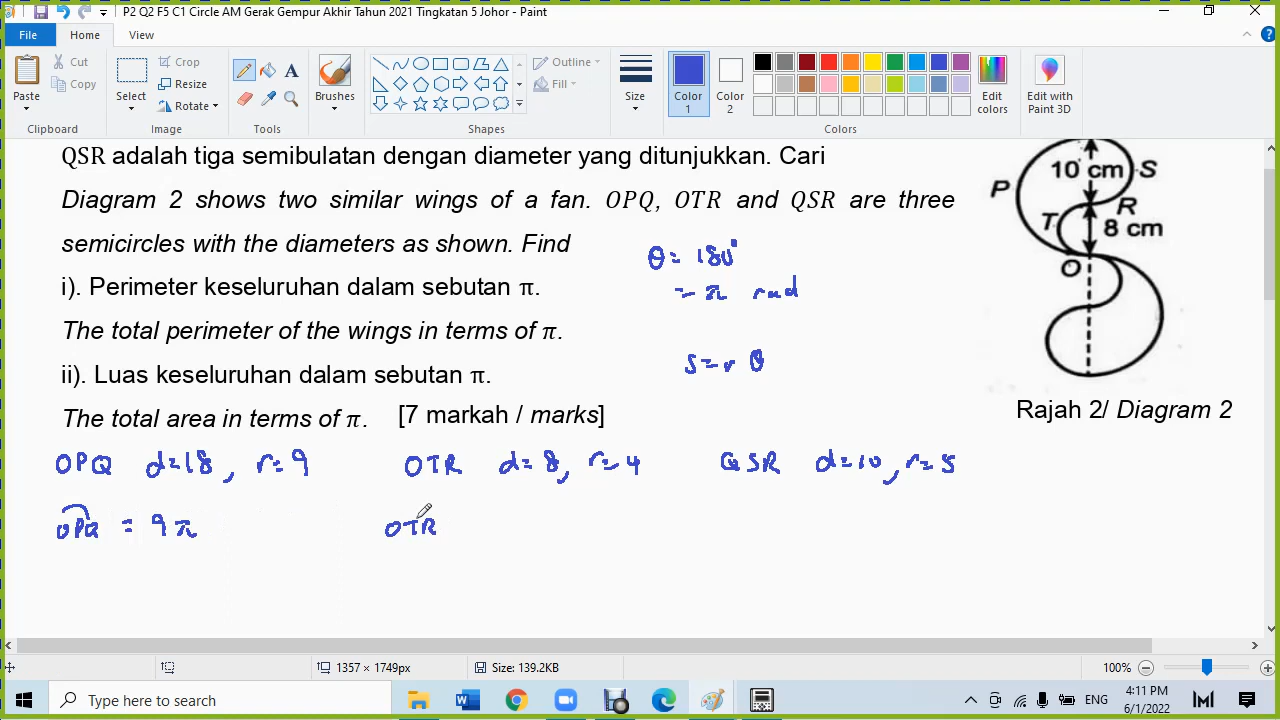 P2 Q2 F5 C1 Circle AM Gerak Gempur Akhir Tahun 2021 Tingkatan 5 Johor - Paint
File Home View
Paste Cut Copy Select Crop Resize Rotate A Brushes Outline Fill Size Color 1 Color 2 Edit colors Edit with Paint 3D
Clipboard Image Tools Shapes Colors
QSR adalah tiga semibulatan dengan diameter yang ditunjukkan. Cari
Diagram 2 shows two similar wings of a fan. OPQ, OTR and QSR are three
semicircles with the diameters as shown. Find
i). Perimeter keseluruhan dalam sebutan π.
The total perimeter of the wings in terms of π.
ii). Luas keseluruhan dalam sebutan π.
The total area in terms of π. [7 markah / marks]
θ = 180°
= π rad
s = r θ
10 cm S
P
R
T 8 cm
O
Rajah 2/ Diagram 2
OPQ d=18, r=9 OTR d=8, r=4 QSR d=10, r=5
OPQ = 9π OTR
1357 × 1749px Size: 139.2KB 100%
Type here to search
ENG
4:11 PM
6/1/2022